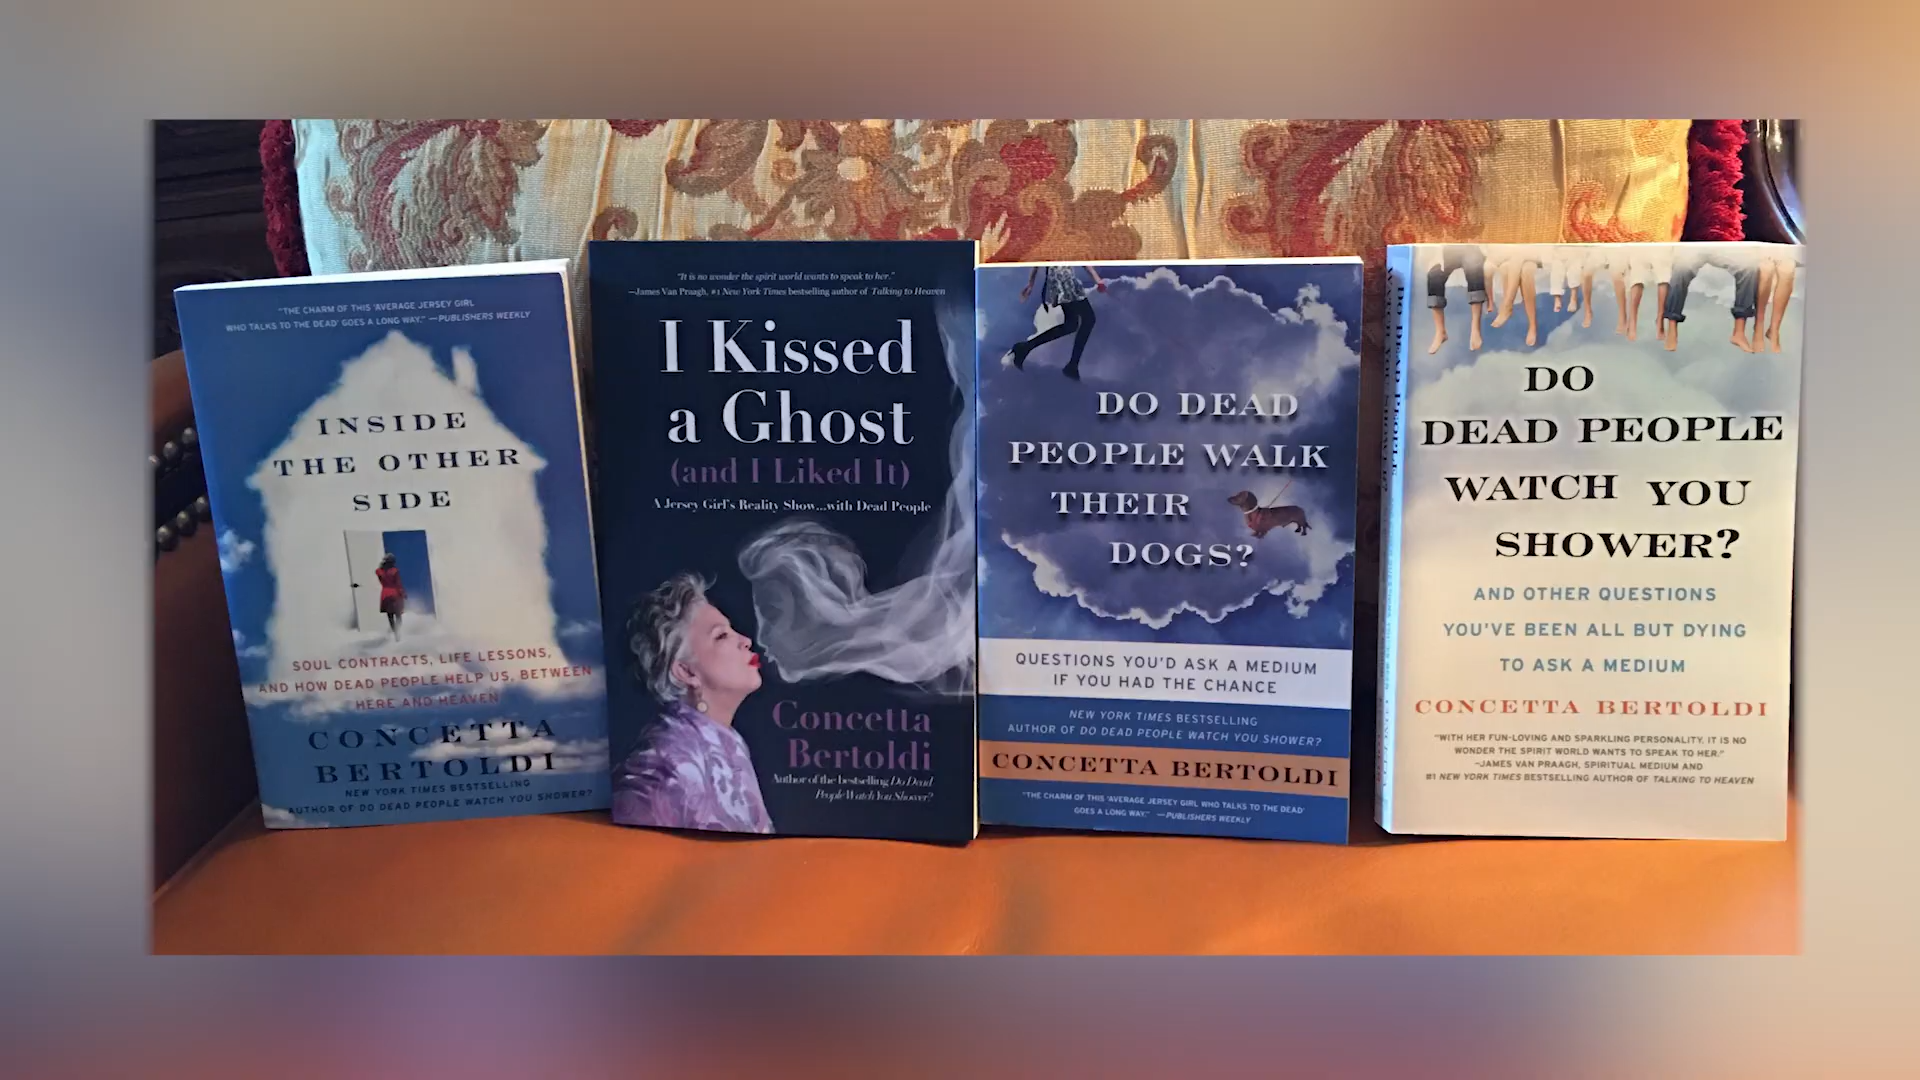 "THE CHARM OF THIS 'AVERAGE JERSEY GIRL
WHO TALKS TO THE DEAD' GOES A LONG WAY." —PUBLISHERS WEEKLY
INSIDE
THE OTHER
SIDE
SOUL CONTRACTS, LIFE LESSONS,
AND HOW DEAD PEOPLE HELP US, BETWEEN
HERE AND HEAVEN
CONCETTA
BERTOLDI
NEW YORK TIMES BESTSELLING
AUTHOR OF DO DEAD PEOPLE WATCH YOU SHOWER?
"It is no wonder the spirit world wants to speak to her."
—James Van Praagh, #1 New York Times bestselling author of Talking to Heaven
I Kissed
a Ghost
(and I Liked It)
A Jersey Girl's Reality Show...with Dead People
Concetta
Bertoldi
Author of the bestselling Do Dead
People Watch You Shower?
DO DEAD
PEOPLE WALK
THEIR
DOGS?
QUESTIONS YOU'D ASK A MEDIUM
IF YOU HAD THE CHANCE
NEW YORK TIMES BESTSELLING
AUTHOR OF DO DEAD PEOPLE WATCH YOU SHOWER?
CONCETTA BERTOLDI
"THE CHARM OF THIS 'AVERAGE JERSEY GIRL WHO TALKS TO THE DEAD'
GOES A LONG WAY." —PUBLISHERS WEEKLY
DO
DEAD PEOPLE
WATCH YOU
SHOWER?
AND OTHER QUESTIONS
YOU'VE BEEN ALL BUT DYING
TO ASK A MEDIUM
CONCETTA BERTOLDI
"WITH HER FUN-LOVING AND SPARKLING PERSONALITY, IT IS NO
WONDER THE SPIRIT WORLD WANTS TO SPEAK TO HER."
—JAMES VAN PRAAGH, SPIRITUAL MEDIUM AND
#1 NEW YORK TIMES BESTSELLING AUTHOR OF TALKING TO HEAVEN